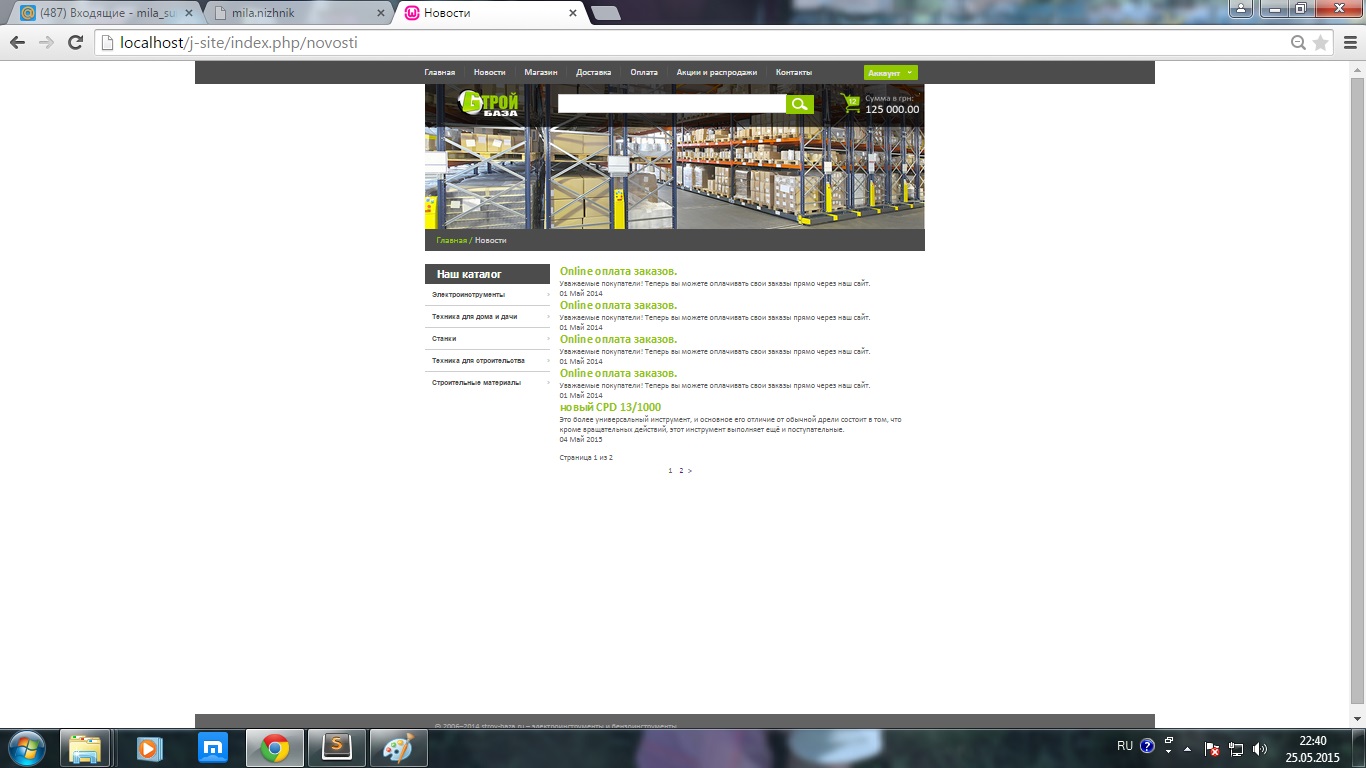 (487) Входящие - mila_su
mila.nizhnik
Новости
localhost/j-site/index.php/novosti
Главная Новости Магазин Доставка Оплата Акции и распродажи Контакты Аккаунт
СТРОЙ
БАЗА
12
Сумма в грн:
125 000.00
Главная / Новости
Наш каталог
Электроинструменты
Техника для дома и дачи
Станки
Техника для строительства
Строительные материалы
Online оплата заказов.
Уважаемые покупатели! Теперь вы можете оплачивать свои заказы прямо через наш сайт.
01 Май 2014
Online оплата заказов.
Уважаемые покупатели! Теперь вы можете оплачивать свои заказы прямо через наш сайт.
01 Май 2014
Online оплата заказов.
Уважаемые покупатели! Теперь вы можете оплачивать свои заказы прямо через наш сайт.
01 Май 2014
Online оплата заказов.
Уважаемые покупатели! Теперь вы можете оплачивать свои заказы прямо через наш сайт.
01 Май 2014
новый CPD 13/1000
Это более универсальный инструмент, и основное его отличие от обычной дрели состоит в том, что
кроме вращательных действий, этот инструмент выполняет ещё и поступательные.
04 Май 2015
Страница 1 из 2
1 2 >
© 2006–2014 stroy-baza.ru – электроинструменты и бензоинструменты
RU
22:40
25.05.2015